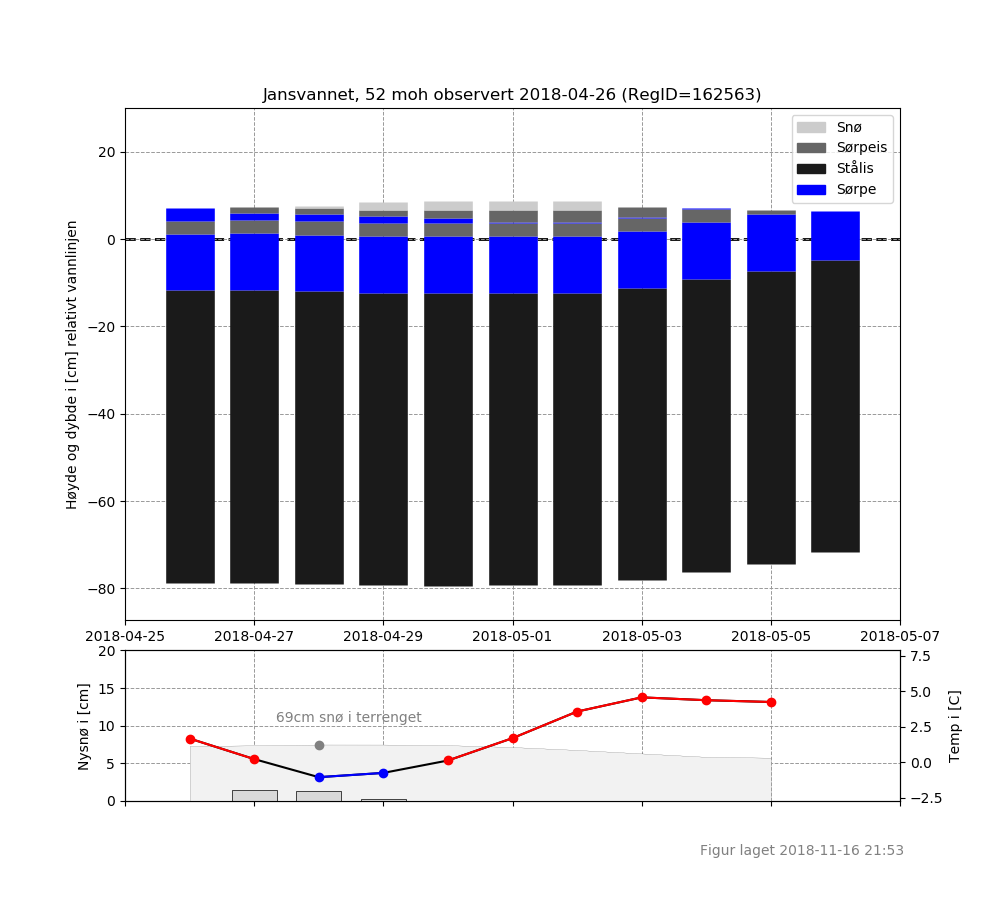 Jansvannet, 52 moh observert 2018-04-26 (RegID=162563)
Snø
Sørpeis
Stålis
Sørpe
Høyde og dybde i [cm] relativt vannlinjen
20
0
−20
−40
−60
−80
2018-04-25
2018-04-27
2018-04-29
2018-05-01
2018-05-03
2018-05-05
2018-05-07
Nysnø i [cm]
20
15
10
5
0
69cm snø i terrenget
7.5
5.0
2.5
0.0
−2.5
Temp i [C]
Figur laget 2018-11-16 21:53